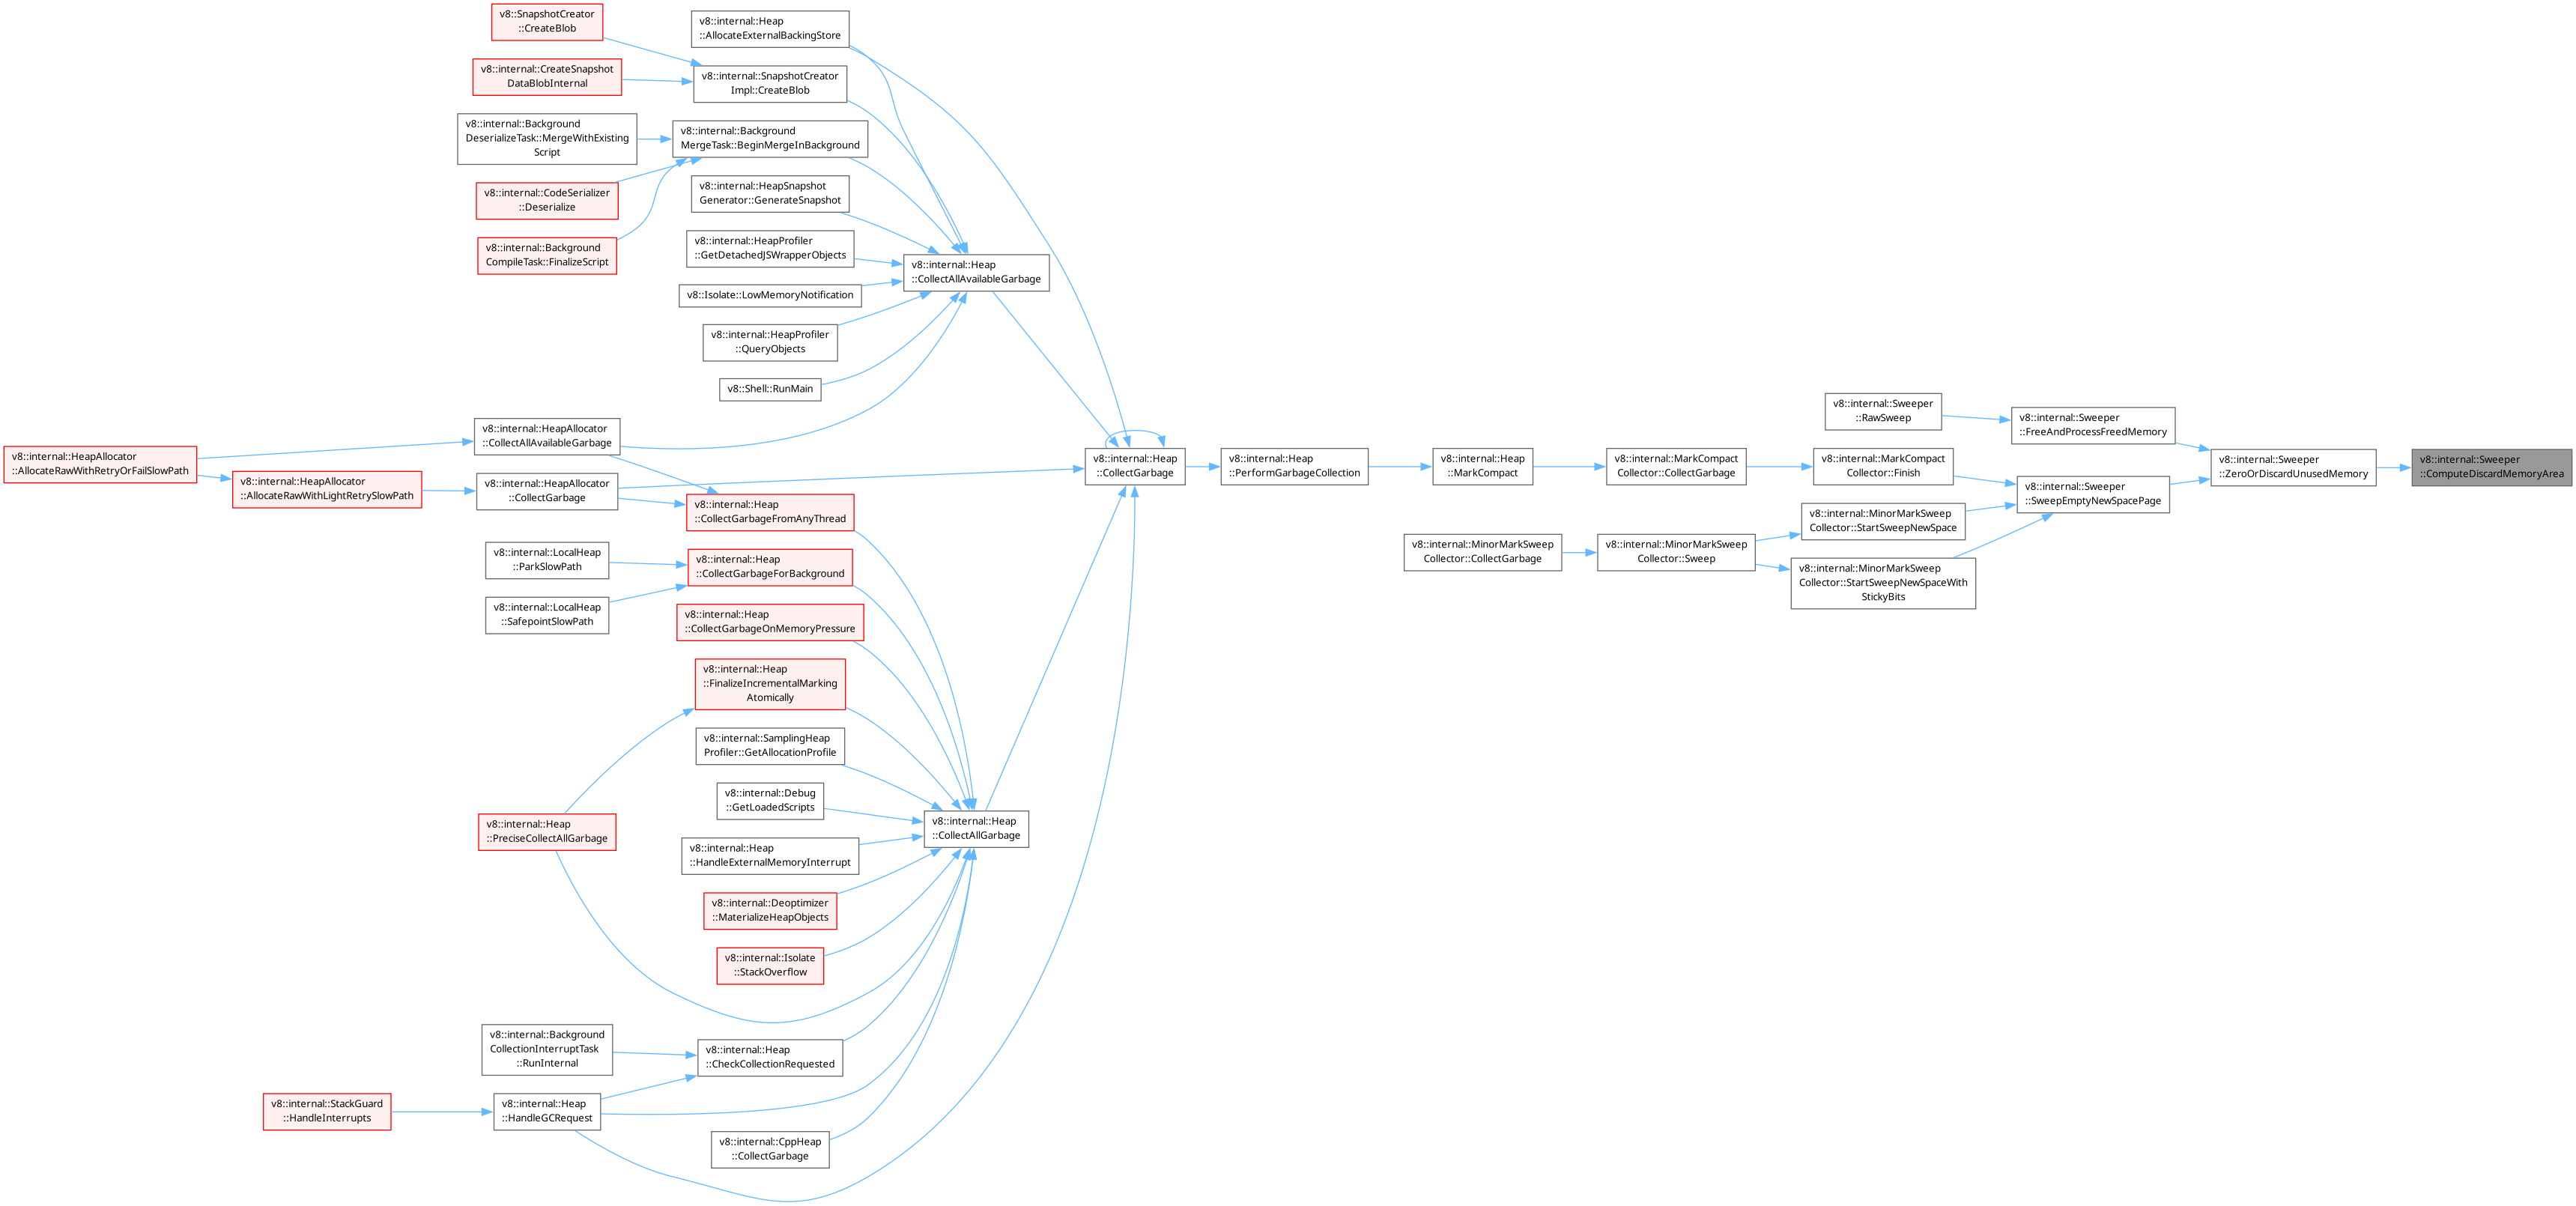 v8::SnapshotCreator
::CreateBlob
v8::internal::CreateSnapshot
DataBlobInternal
v8::internal::Background
DeserializeTask::MergeWithExisting
Script
v8::internal::CodeSerializer
::Deserialize
v8::internal::Background
CompileTask::FinalizeScript
v8::internal::Heap
::AllocateExternalBackingStore
v8::internal::SnapshotCreator
Impl::CreateBlob
v8::internal::Background
MergeTask::BeginMergeInBackground
v8::internal::HeapSnapshot
Generator::GenerateSnapshot
v8::internal::HeapProfiler
::GetDetachedJSWrapperObjects
v8::Isolate::LowMemoryNotification
v8::internal::HeapProfiler
::QueryObjects
v8::Shell::RunMain
v8::internal::Heap
::CollectAllAvailableGarbage
v8::internal::HeapAllocator
::AllocateRawWithRetryOrFailSlowPath
v8::internal::HeapAllocator
::AllocateRawWithLightRetrySlowPath
v8::internal::HeapAllocator
::CollectAllAvailableGarbage
v8::internal::HeapAllocator
::CollectGarbage
v8::internal::Heap
::CollectGarbageFromAnyThread
v8::internal::LocalHeap
::ParkSlowPath
v8::internal::LocalHeap
::SafepointSlowPath
v8::internal::Heap
::CollectGarbageForBackground
v8::internal::Heap
::CollectGarbageOnMemoryPressure
v8::internal::Heap
::FinalizeIncrementalMarking
Atomically
v8::internal::SamplingHeap
Profiler::GetAllocationProfile
v8::internal::Debug
::GetLoadedScripts
v8::internal::Heap
::PreciseCollectAllGarbage
v8::internal::Heap
::HandleExternalMemoryInterrupt
v8::internal::Deoptimizer
::MaterializeHeapObjects
v8::internal::Isolate
::StackOverflow
v8::internal::Heap
::CollectAllGarbage
v8::internal::Background
CollectionInterruptTask
::RunInternal
v8::internal::Heap
::CheckCollectionRequested
v8::internal::StackGuard
::HandleInterrupts
v8::internal::Heap
::HandleGCRequest
v8::internal::CppHeap
::CollectGarbage
v8::internal::Heap
::CollectGarbage
v8::internal::Heap
::PerformGarbageCollection
v8::internal::Heap
::MarkCompact
v8::internal::MarkCompact
Collector::CollectGarbage
v8::internal::MarkCompact
Collector::Finish
v8::internal::Sweeper
::RawSweep
v8::internal::Sweeper
::FreeAndProcessFreedMemory
v8::internal::Sweeper
::SweepEmptyNewSpacePage
v8::internal::Sweeper
::ZeroOrDiscardUnusedMemory
v8::internal::Sweeper
::ComputeDiscardMemoryArea
v8::internal::MinorMarkSweep
Collector::CollectGarbage
v8::internal::MinorMarkSweep
Collector::Sweep
v8::internal::MinorMarkSweep
Collector::StartSweepNewSpace
v8::internal::MinorMarkSweep
Collector::StartSweepNewSpaceWith
StickyBits